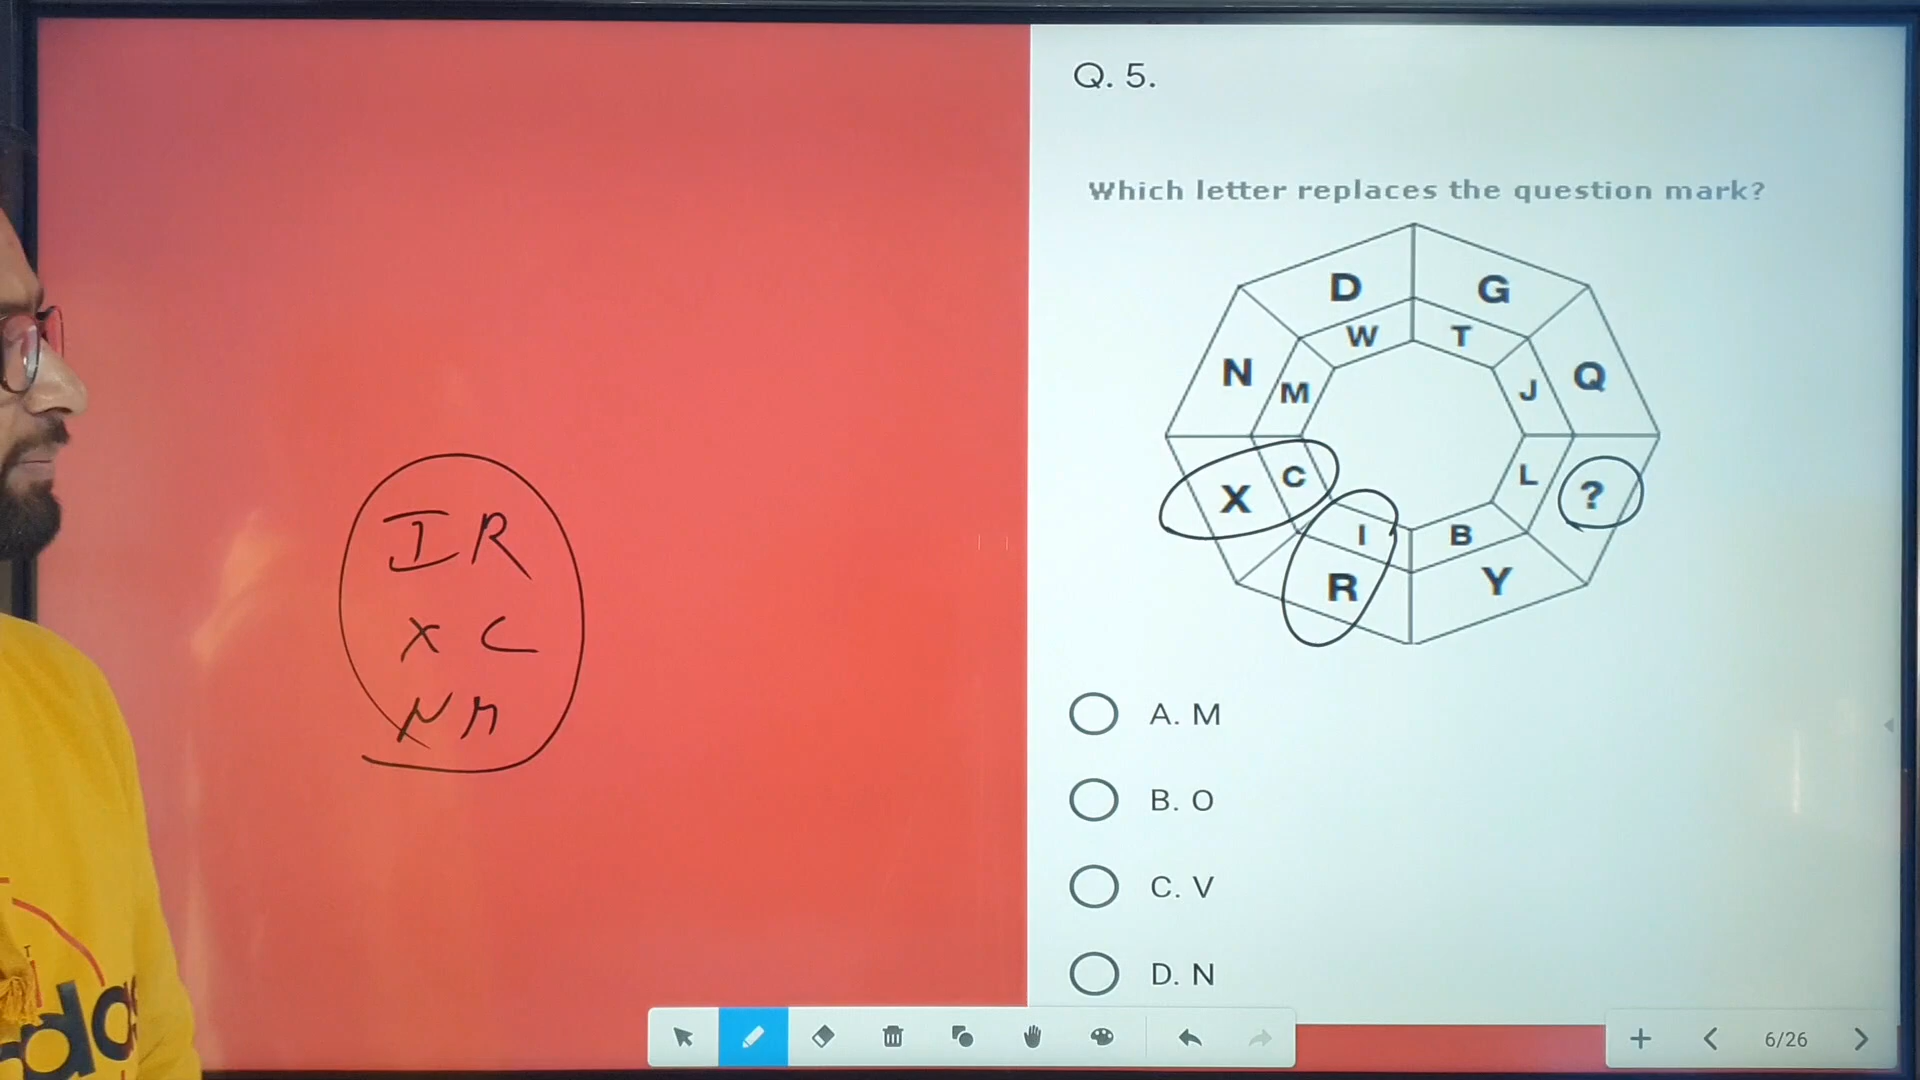 Q. 5.
Which letter replaces the question mark?
D G
W T
N M J Q
X C L ?
I B
R Y
A. M
B. O
C. V
D. N
I R
X C
N M
6/26